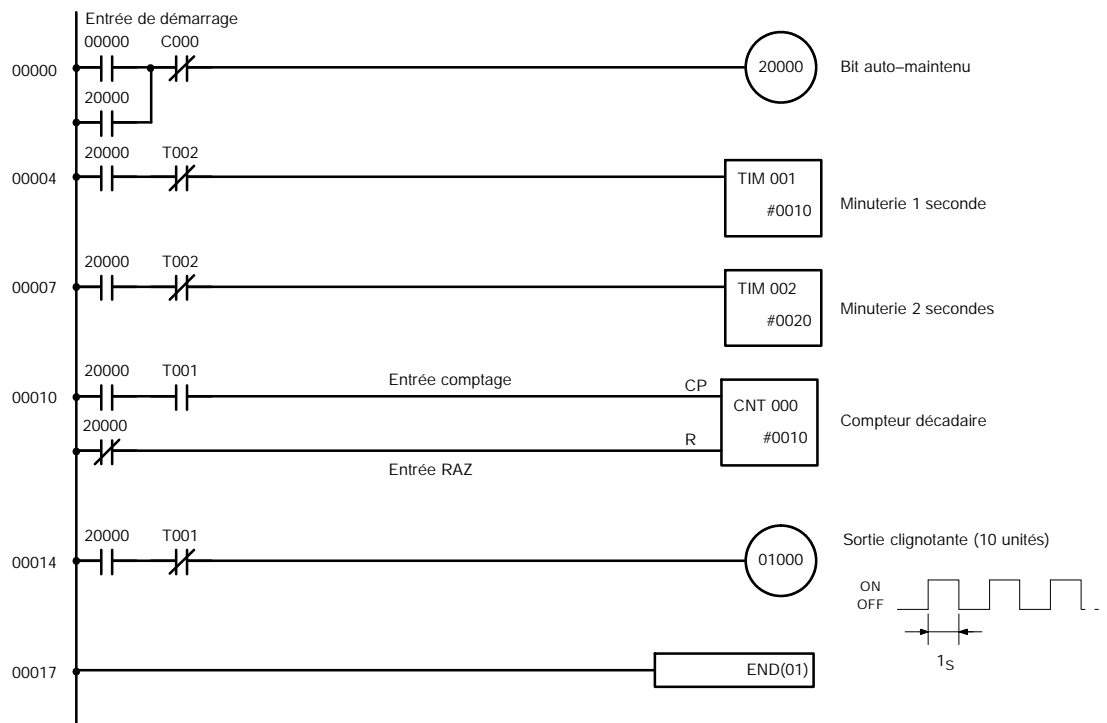 Entrée de démarrage
00000 C000
00000
20000
Bit auto–maintenu
20000
20000 T002
00004
TIM 001
#0010
Minuterie 1 seconde
20000 T002
00007
TIM 002
#0020
Minuterie 2 secondes
20000 T001
00010
Entrée comptage
CP
CNT 000
#0010
Compteur décadaire
20000
R
Entrée RAZ
20000 T001
00014
01000
Sortie clignotante (10 unités)
ON
OFF
1S
00017
END(01)